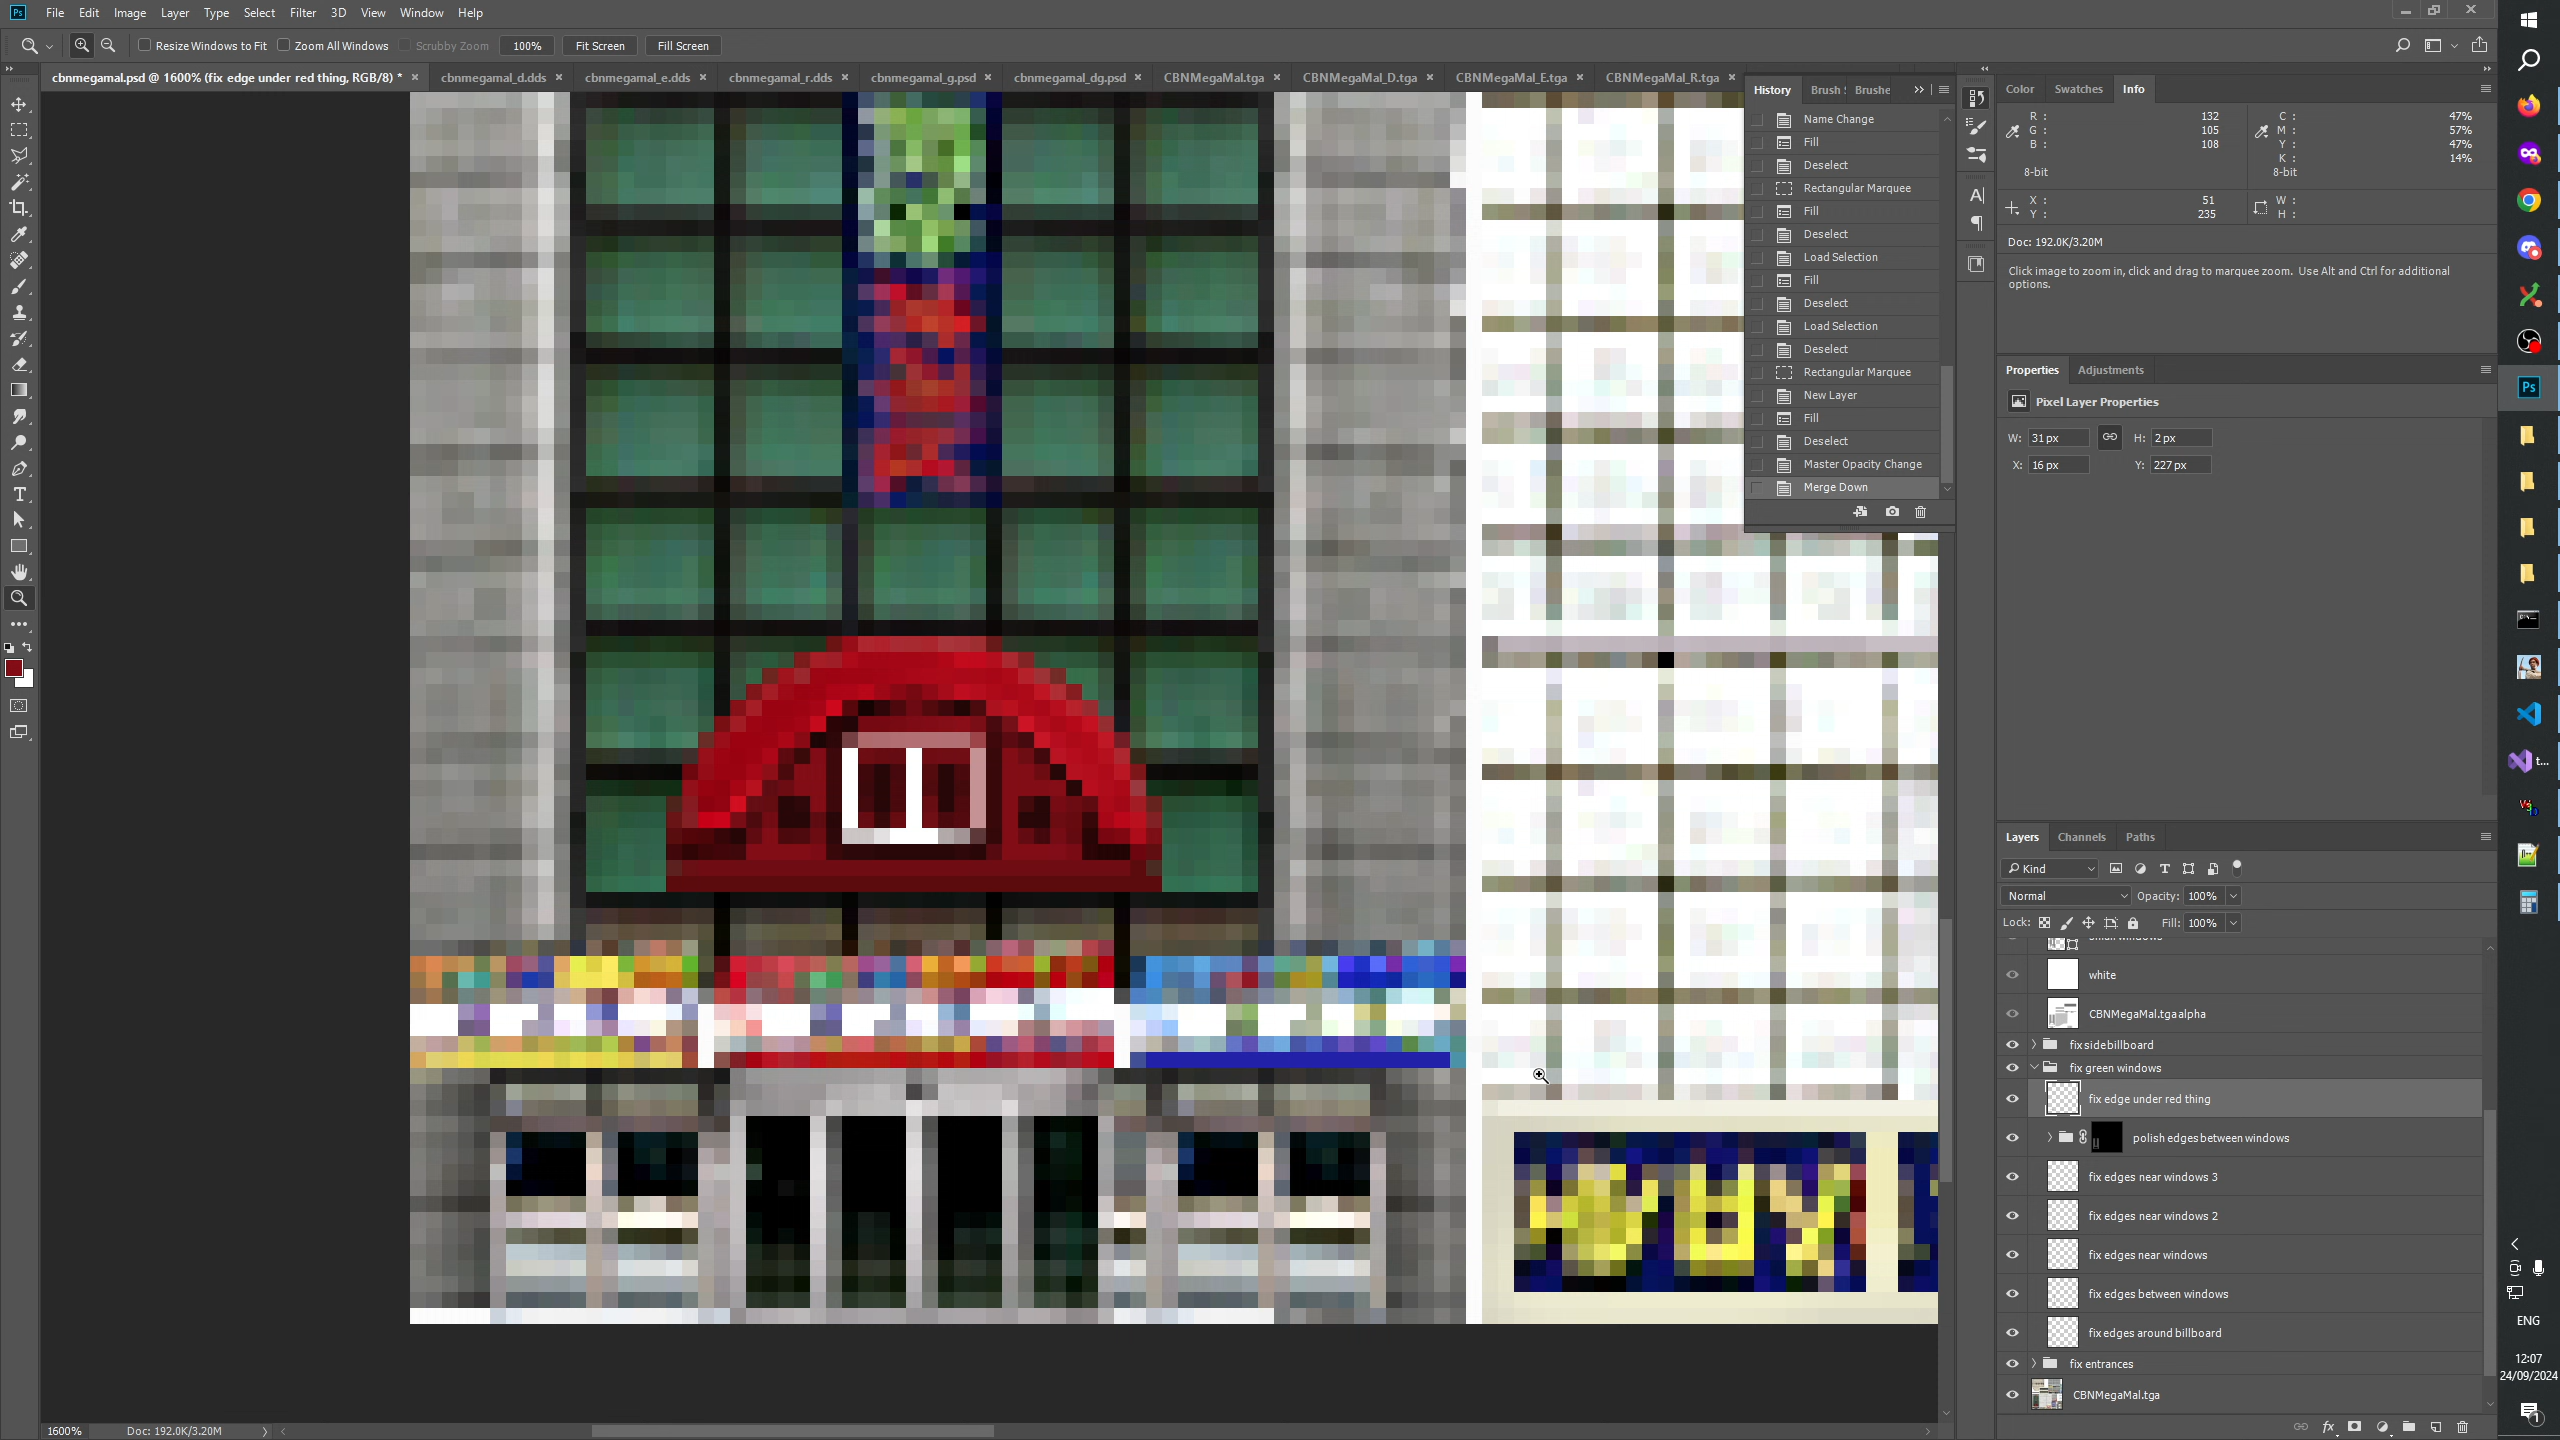 Ps File Edit Image Layer Type Select Filter 3D View Window Help
Resize Windows to Fit Zoom All Windows Scrubby Zoom 100% Fit Screen Fill Screen
cbnmegamal.psd @ 1600% (fix edge under red thing, RGB/8) * cbnmegamal_d.dds cbnmegamal_e.dds cbnmegamal_r.dds cbnmegamal_g.psd cbnmegamal_dg.psd CBNMegaMal.tga CBNMegaMal_D.tga CBNMegaMal_E.tga CBNMegaMal_R.tga
History Brush Brushe
Name Change
Fill
Deselect
Rectangular Marquee
Fill
Deselect
Load Selection
Fill
Deselect
Load Selection
Deselect
Rectangular Marquee
New Layer
Fill
Deselect
Master Opacity Change
Merge Down
Color Swatches Info
R : 132 C : 47%
G : 105 M : 57%
B : 108 Y : 47%
K : 14%
8-bit 8-bit
X : 51 W :
Y : 235 H :
Doc: 192.0K/3.20M
Click image to zoom in, click and drag to marquee zoom. Use Alt and Ctrl for additional
options.
Properties Adjustments
Pixel Layer Properties
W: 31 px H: 2 px
X: 16 px Y: 227 px
Layers Channels Paths
Kind
Normal Opacity: 100%
Lock: Fill: 100%
white
CBNMegaMal.tga alpha
fix side billboard
fix green windows
fix edge under red thing
polish edges between windows
fix edges near windows 3
fix edges near windows 2
fix edges near windows
fix edges between windows
fix edges around billboard
fix entrances
CBNMegaMal.tga
1600% Doc: 192.0K/3.20M
Ps
t...
ENG
12:07
24/09/2024
1